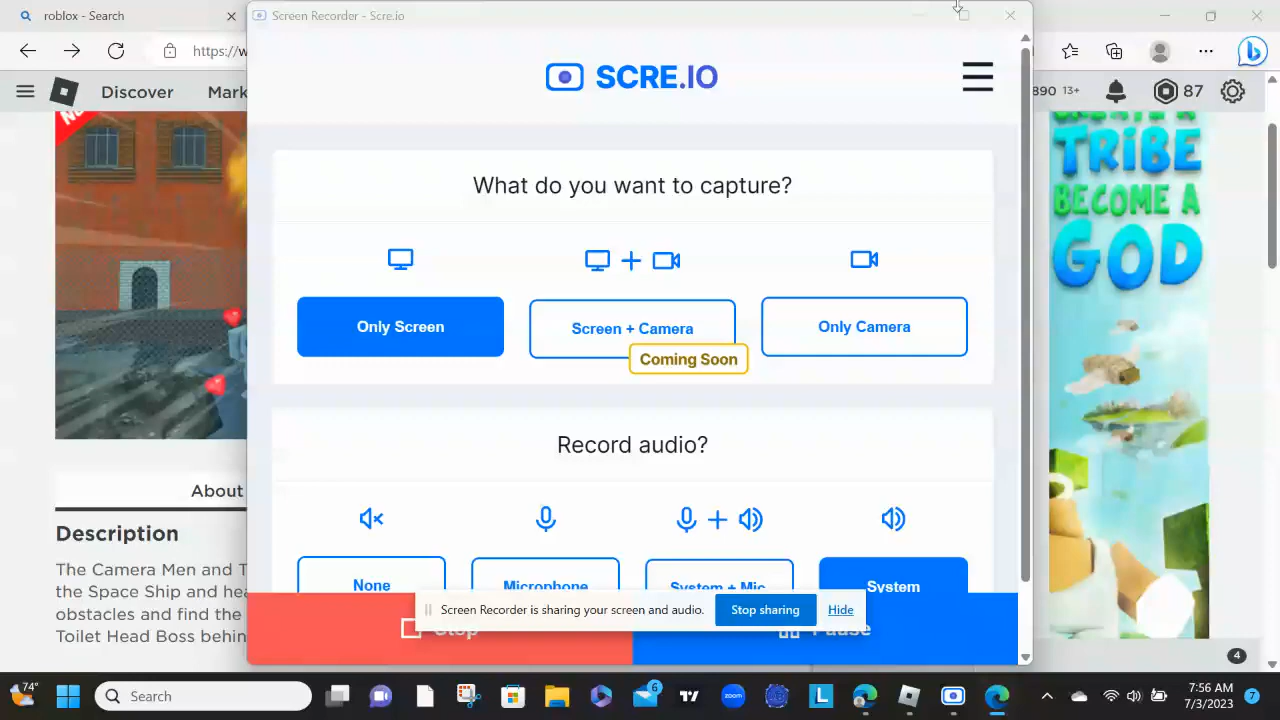 roblox - Search
Screen Recorder - Scre.io
https://w
SCRE.IO
Discover
Mark
890 13+
87
What do you want to capture?
Only Screen
Screen + Camera
Only Camera
Coming Soon
TRIBE
BECOME A
GOD
Record audio?
About
Description
The Camera Men and T
the Space Ship and hea
obstacles and find the
Toilet Head Boss behin
None
Microphone
System + Mic
System
Screen Recorder is sharing your screen and audio.
Stop sharing
Hide
Stop
Pause
4
74°
Search
6
zoom
L
7:56 AM
7/3/2023
7